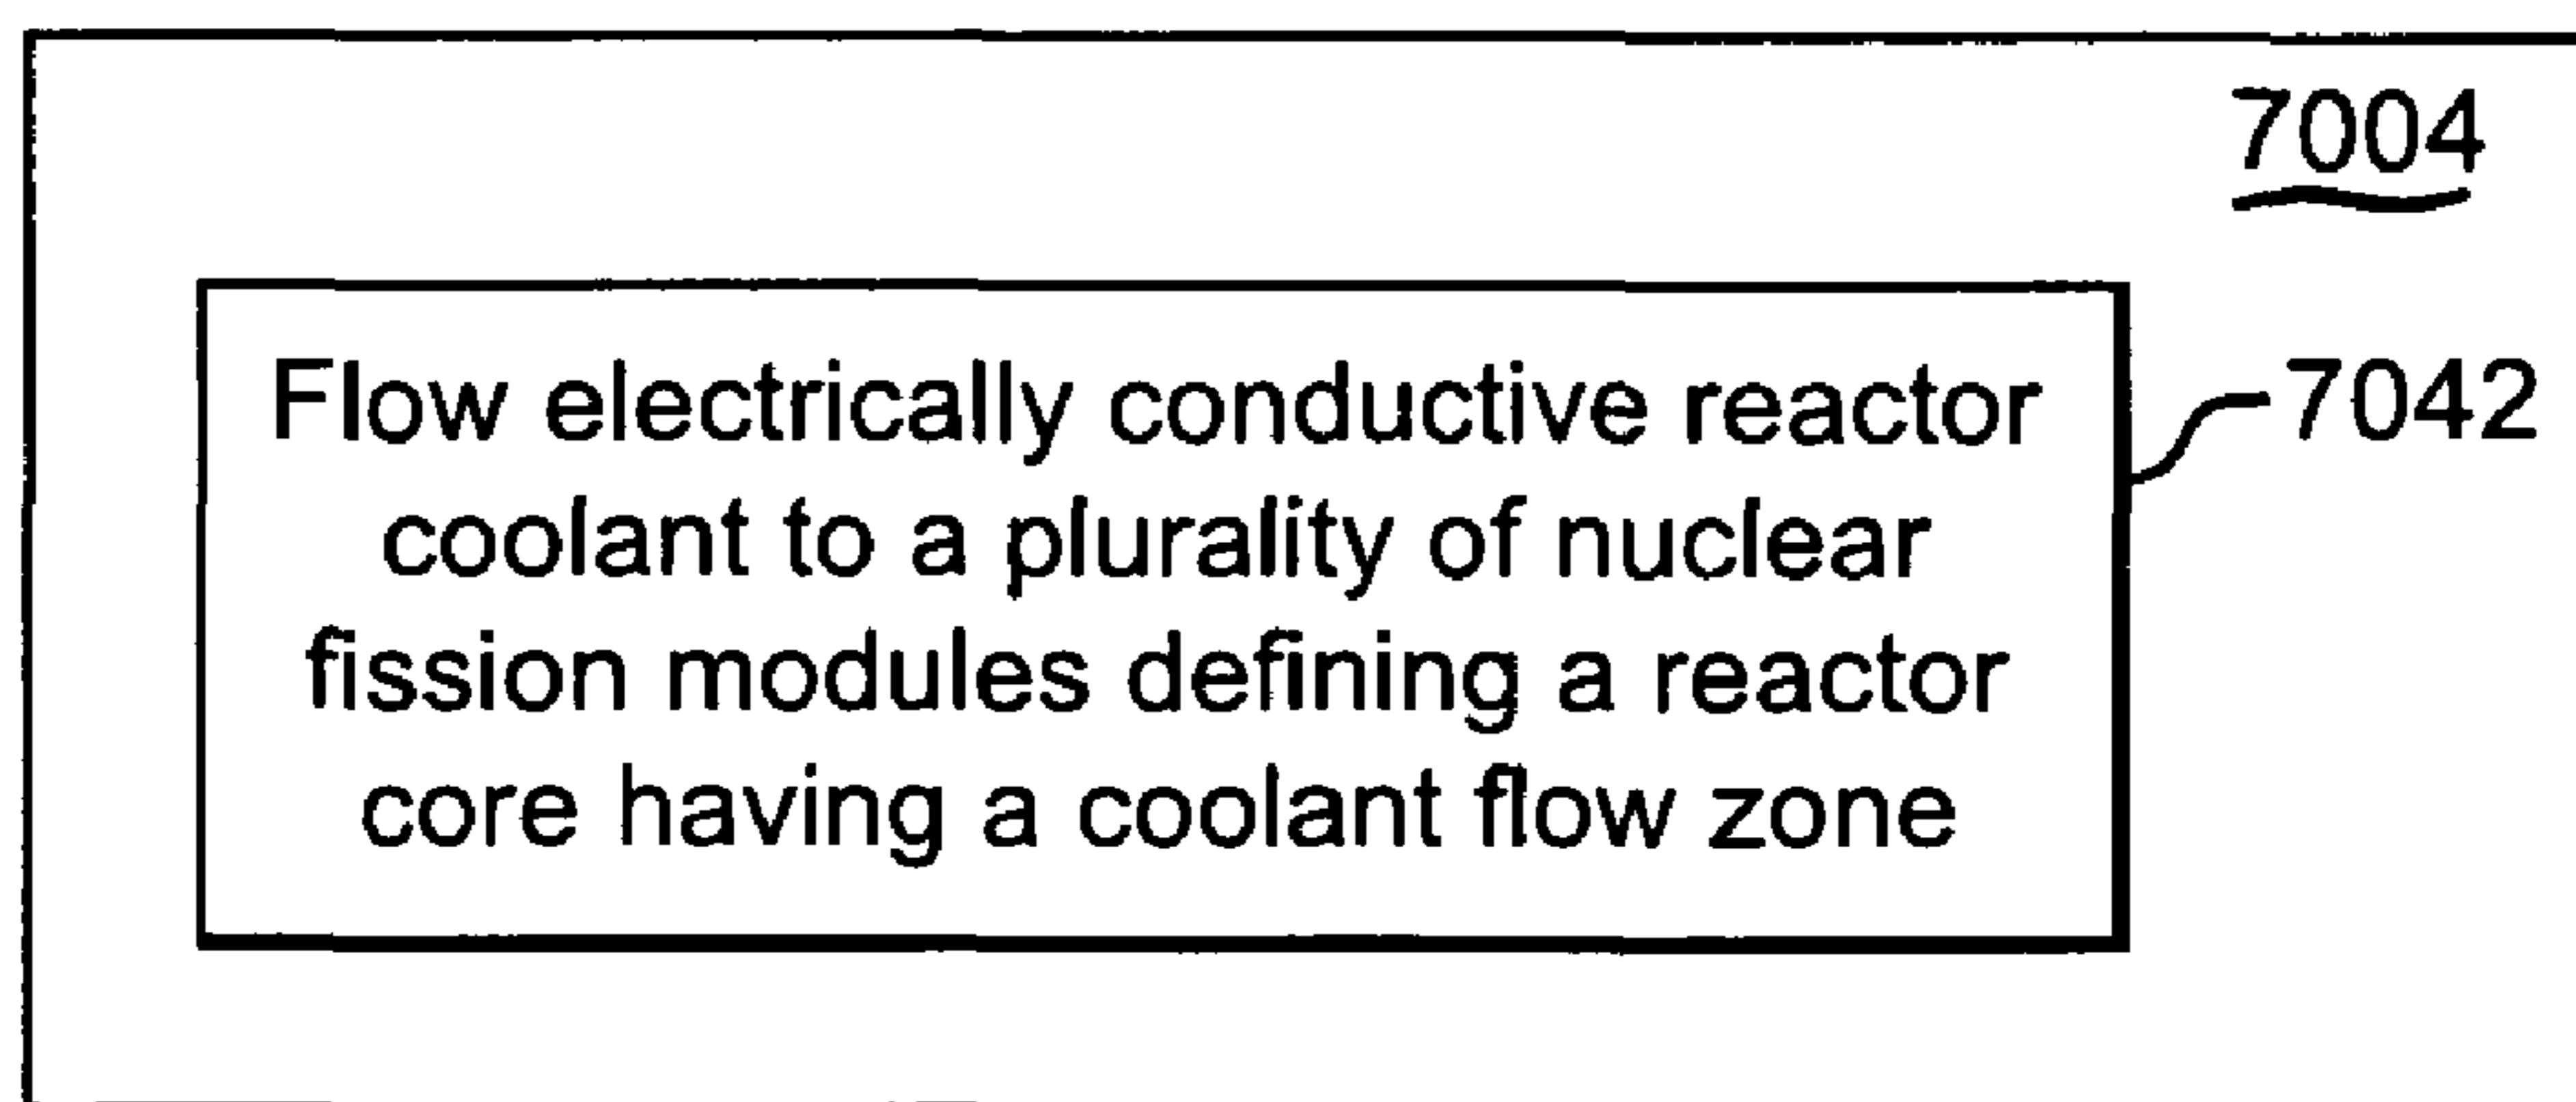 7004
Flow electrically conductive reactor
coolant to a plurality of nuclear
fission modules defining a reactor
core having a coolant flow zone
7042